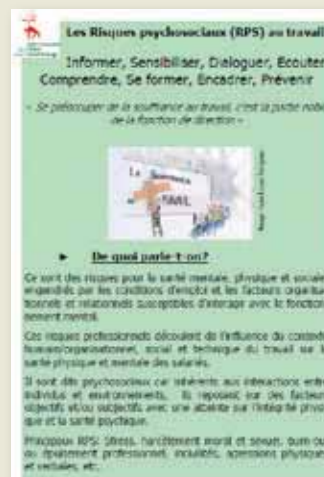 Les Risques psychosociaux (RPS) au travail
Informer, Sensibiliser, Dialoguer, Ecouter
Comprendre, Se former, Encadrer, Prévenir
« Se préoccuper de la souffrance au travail, c'est la partie noble
de la fonction de direction »
La Souffrance
► De quoi parle-t-on?
Ce sont des risques pour la santé mentale, physique et sociale
engendrés par les conditions d'emploi et les facteurs organisa-
tionnels et relationnels susceptibles d'interagir avec le fonction-
nement mental.
Ces risques professionnels découlent de l'influence du contexte
humain/organisationnel, social et technique du travail sur la
santé physique et mentale des salariés.
Il sont dits psychosociaux car inhérents aux interactions entre
individus et environnements, ils reposent sur des facteurs
objectifs et/ou subjectifs avec une atteinte sur l'intégrité physi-
que et la santé psychique.
Principaux RPS: Stress, harcèlement moral et sexuel, burn ou
ou épuisement professionnel, incivilités, agressions physiques
et verbales, etc.